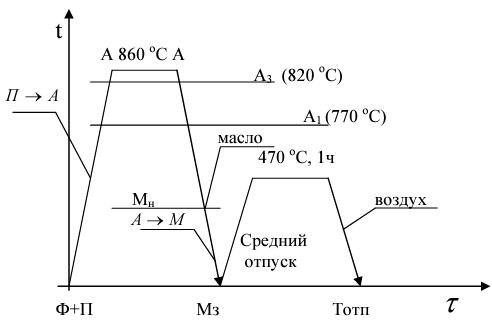 t
А 860 °С А
А3 (820 °С)
П → А
А1 (770 °С)
масло
470 °С, 1ч
Мн
воздух
А → М
Средний
отпуск
Ф+П
Мз
Тотп
τ